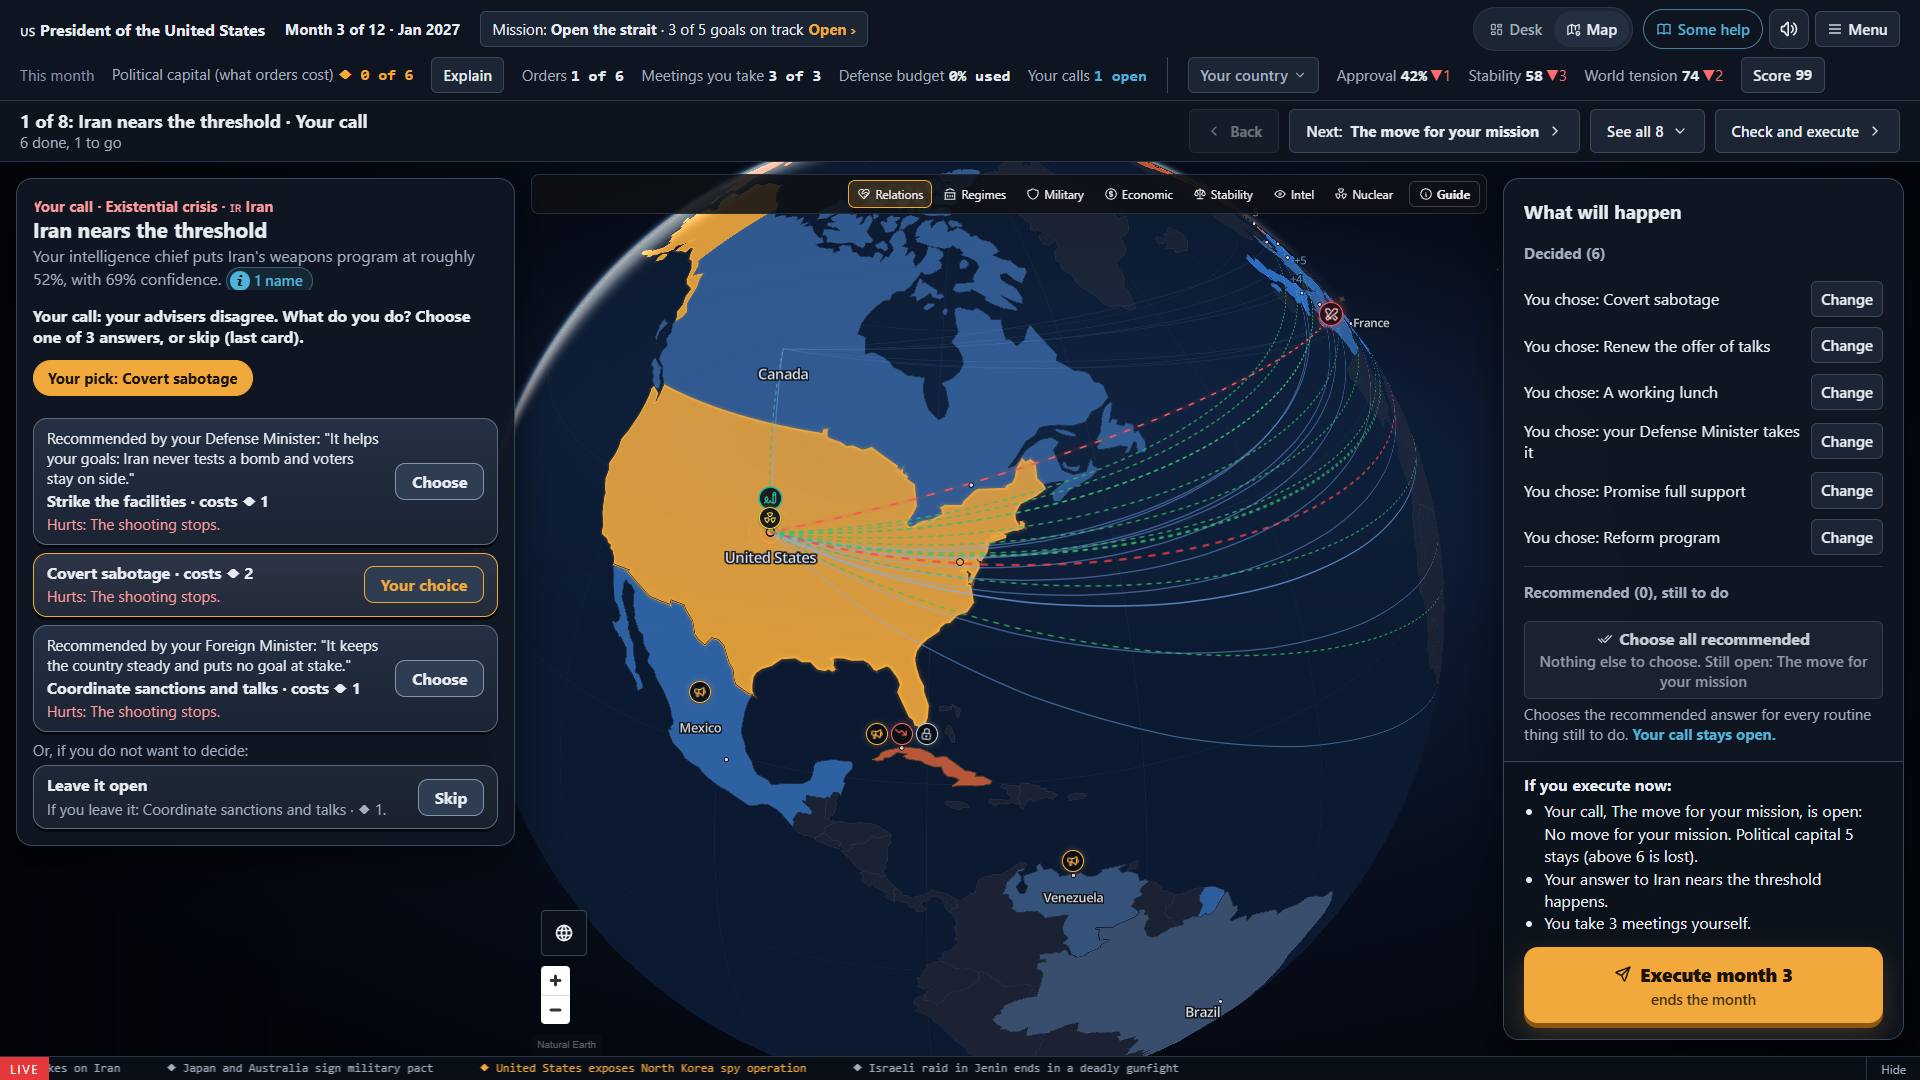 US President of the United States
Month 3 of 12 · Jan 2027
Mission: Open the strait · 3 of 5 goals on track Open ›
Desk
Map
Some help
Menu
This month
Political capital (what orders cost) ◆ 0 of 6
Explain
Orders 1 of 6
Meetings you take 3 of 3
Defense budget 0% used
Your calls 1 open
Your country
Approval 42% ▼1
Stability 58 ▼3
World tension 74 ▼2
Score 99
1 of 8: Iran nears the threshold · Your call
6 done, 1 to go
Back
Next: The move for your mission
See all 8
Check and execute
Your call · Existential crisis · IR Iran
Iran nears the threshold
Your intelligence chief puts Iran's weapons program at roughly
52%, with 69% confidence. i 1 name
Your call: your advisers disagree. What do you do? Choose
one of 3 answers, or skip (last card).
Your pick: Covert sabotage
Recommended by your Defense Minister: "It helps
your goals: Iran never tests a bomb and voters
stay on side."
Strike the facilities · costs ◆ 1
Hurts: The shooting stops.
Choose
Covert sabotage · costs ◆ 2
Hurts: The shooting stops.
Your choice
Recommended by your Foreign Minister: "It keeps
the country steady and puts no goal at stake."
Coordinate sanctions and talks · costs ◆ 1
Hurts: The shooting stops.
Choose
Or, if you do not want to decide:
Leave it open
If you leave it: Coordinate sanctions and talks · ◆ 1.
Skip
Relations
Regimes
Military
Economic
Stability
Intel
Nuclear
Guide
+5
+4
France
Canada
United States
Mexico
Venezuela
Brazil
+
−
Natural Earth
What will happen
Decided (6)
You chose: Covert sabotage
Change
You chose: Renew the offer of talks
Change
You chose: A working lunch
Change
You chose: your Defense Minister takes
it
Change
You chose: Promise full support
Change
You chose: Reform program
Change
Recommended (0), still to do
Choose all recommended
Nothing else to choose. Still open: The move for
your mission
Chooses the recommended answer for every routine
thing still to do. Your call stays open.
If you execute now:
• Your call, The move for your mission, is open:
No move for your mission. Political capital 5
stays (above 6 is lost).
• Your answer to Iran nears the threshold
happens.
• You take 3 meetings yourself.
Execute month 3
ends the month
LIVE
kes on Iran
◆ Japan and Australia sign military pact
◆ United States exposes North Korea spy operation
◆ Israeli raid in Jenin ends in a deadly gunfight
Hide